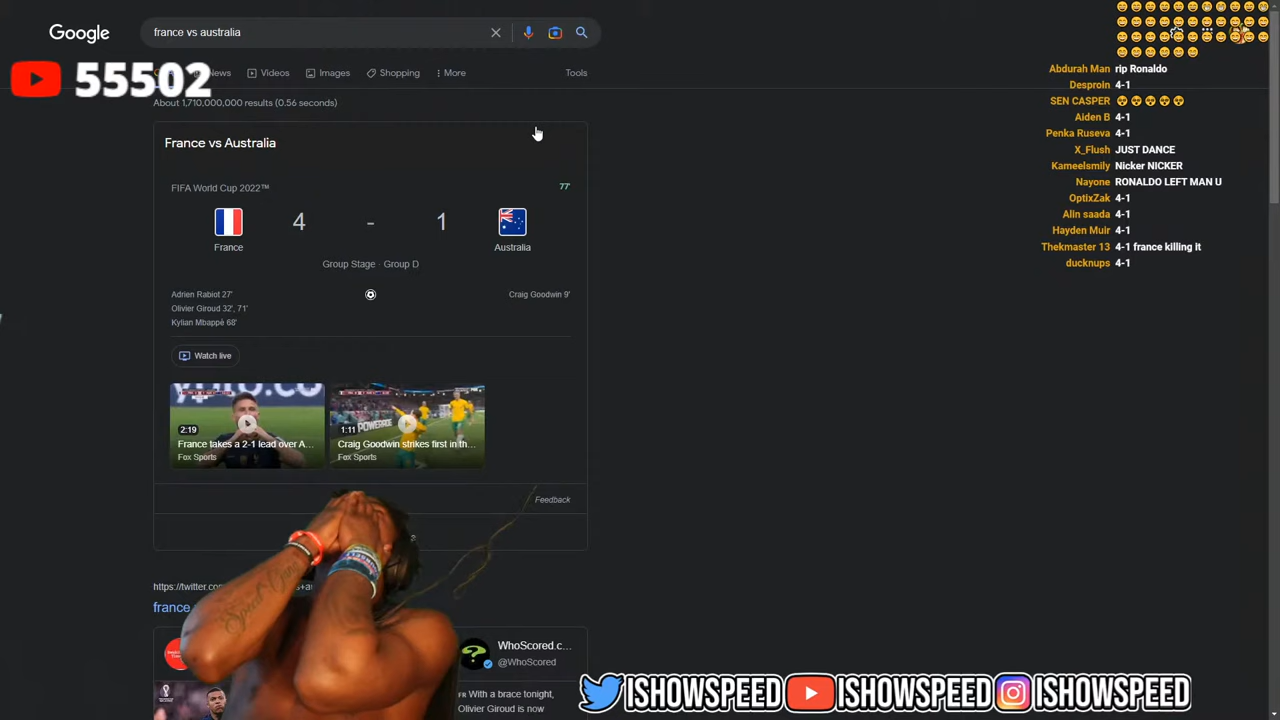 Google
france vs australia
55502
News
Videos
Images
Shopping
More
Tools
About 1,710,000,000 results (0.56 seconds)
France vs Australia
FIFA World Cup 2022™
77'
4 - 1
France
Australia
Group Stage · Group D
Adrien Rabiot 27'
Craig Goodwin 9'
Olivier Giroud 32', 71'
Kylian Mbappé 68'
Watch live
2:19
France takes a 2-1 lead over A...
Fox Sports
1:11
Craig Goodwin strikes first in th...
Fox Sports
Feedback
https://twitter.co
france
WhoScored.c...
@WhoScored
FR With a brace tonight,
Olivier Giroud is now
Abdurah Man rip Ronaldo
Desproin 4-1
SEN CASPER
Aiden B 4-1
Penka Ruseva 4-1
X_Flush JUST DANCE
Kameelsmily Nicker NICKER
Nayone RONALDO LEFT MAN U
OptixZak 4-1
Alin saada 4-1
Hayden Muir 4-1
Thekmaster 13 4-1 france killing it
ducknups 4-1
ISHOWSPEED
ISHOWSPEED
ISHOWSPEED